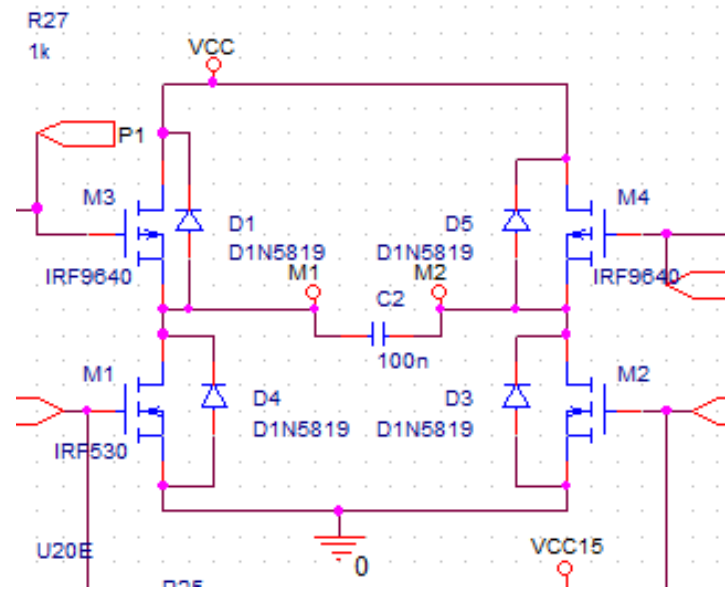 R27
1k
VCC
P1
M3
M4
D1
D5
D1N5819
D1N5819
IRF9640
IRF9640
M1
M2
C2
100n
M1
M2
D4
D3
D1N5819
D1N5819
IRF530
U20E
VCC15
0